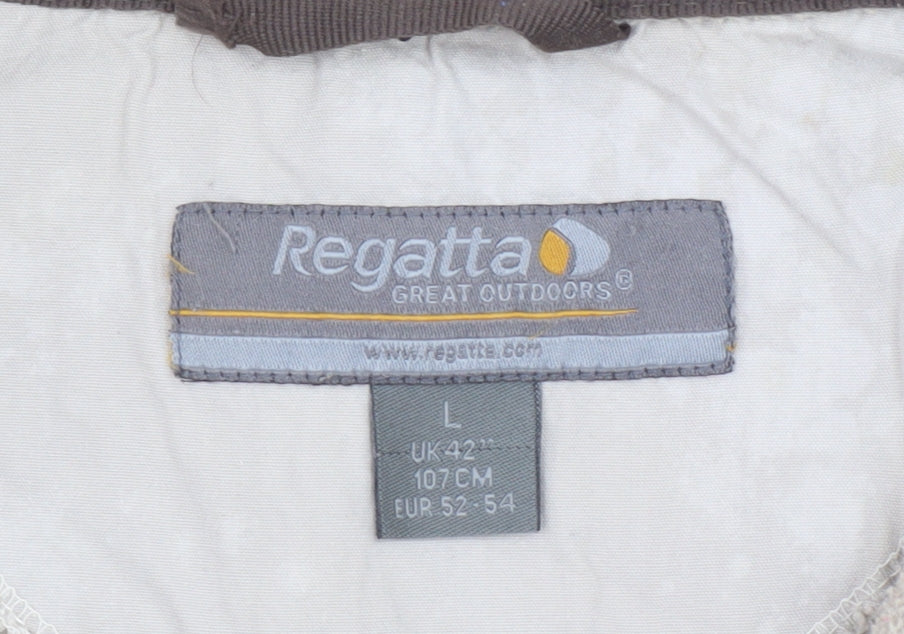 Regatta
GREAT OUTDOORS®
www.regatta.com
L
UK 42"
107CM
EUR 52-54